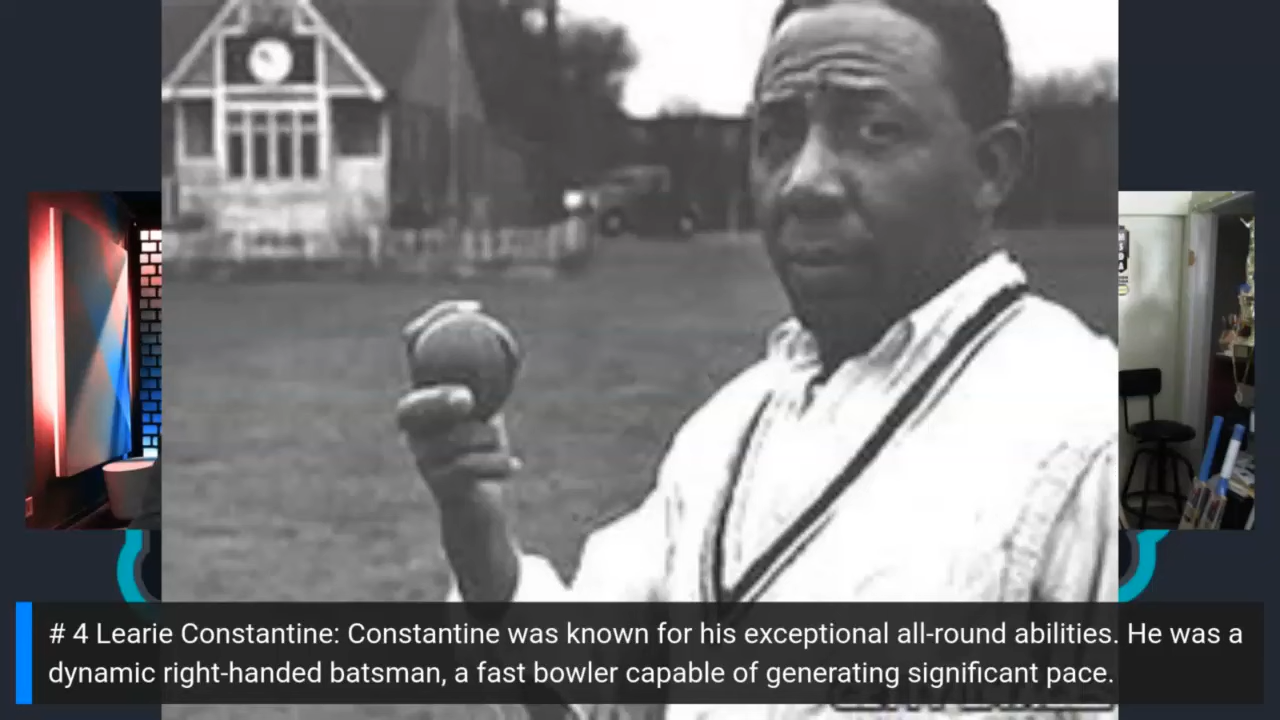 # 4 Learie Constantine: Constantine was known for his exceptional all-round abilities. He was a
dynamic right-handed batsman, a fast bowler capable of generating significant pace.